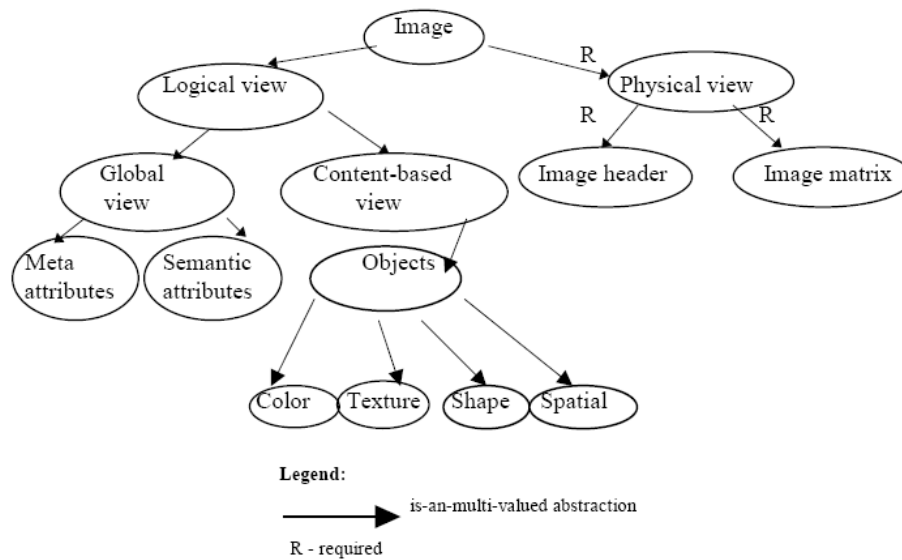 Image
R
Logical view
Physical view
R
R
Global
view
Content-based
view
Image header
Image matrix
Meta
attributes
Semantic
attributes
Objects
Color
Texture
Shape
Spatial
Legend:
is-an-multi-valued abstraction
R - required